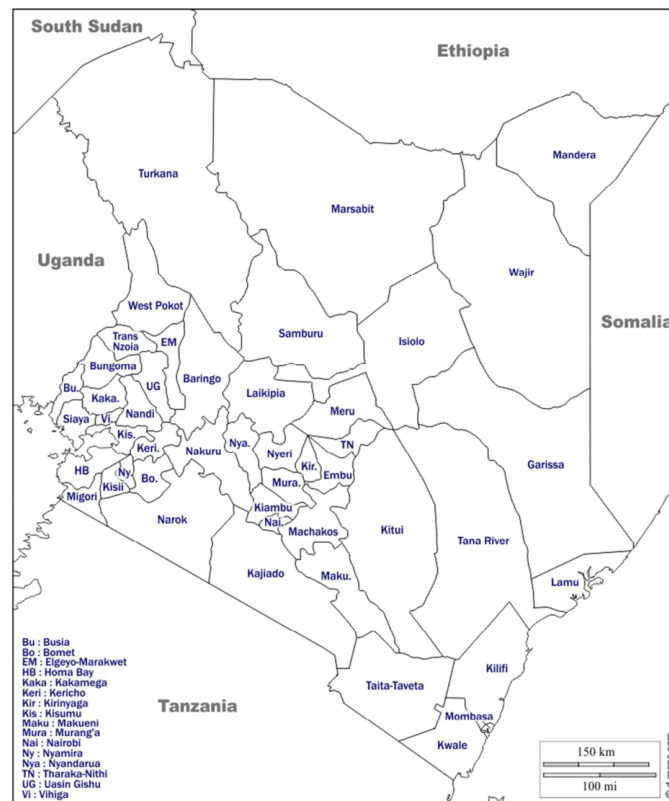 South Sudan
Ethiopia
Mandera
Turkana
Marsabit
Uganda
Wajir
West Pokot
Somalia
Trans
Nzoia
EM
Samburu
Isiolo
Bungoma
Bu.
UG
Baringo
Kaka.
Laikipia
Siaya
Vi.
Nandi
Meru
Kis.
Keri.
Nakuru
Nya.
Nyeri
TN
Garissa
HB
Ny.
Bo.
Kir.
Embu
Kisii
Mura.
Migori
Kiambu
Narok
Nai.
Machakos
Kitui
Tana River
Kajiado
Maku.
Lamu
Bu : Busia
Bo : Bomet
EM : Elgeyo-Marakwet
HB : Homa Bay
Kaka : Kakamega
Keri : Kericho
Kir : Kirinyaga
Kis : Kisumu
Maku : Makueni
Mura : Murang'a
Nai : Nairobi
Ny : Nyamira
Nya : Nyandarua
TN : Tharaka-Nithi
UG : Uasin Gishu
Vi : Vihiga
Tanzania
Taita-Taveta
Kilifi
Mombasa
Kwale
150 km
100 mi